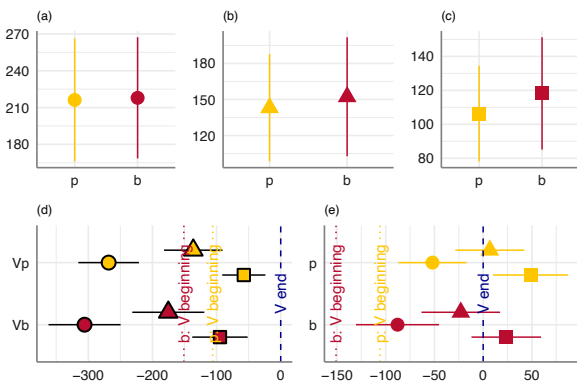 (a)
(b)
(c)
270
240
210
180
p
b
180
150
120
p
b
140
120
100
80
p
b
(d)
(e)
Vp
Vb
b: V beginning
p: V beginning
V end
−300
−200
−100
0
p
b
b: V beginning
p: V beginning
V end
−150
−100
−50
0
50